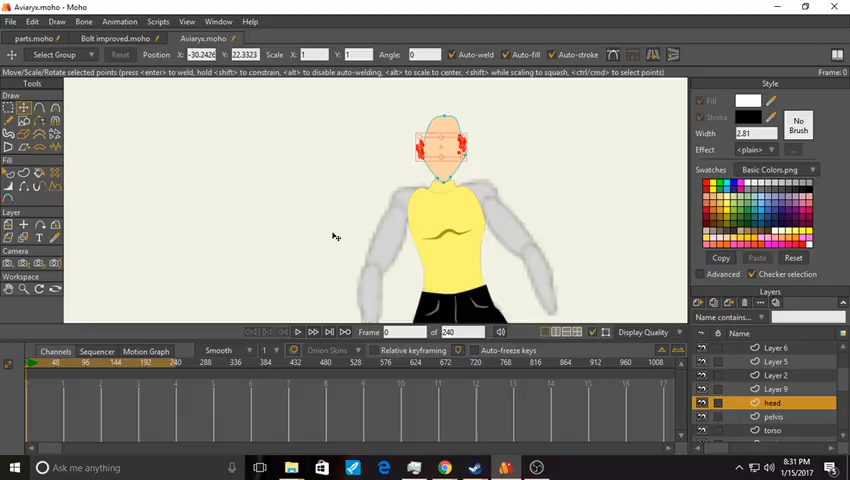 Aviaryx.moho - Moho
File Edit Draw Bone Animation Scripts View Window Help
parts.moho Bolt improved.moho Aviaryx.moho
Select Group Reset Position X: -30.2426 Y: 22.3323 Scale X: 1 Y: 1 Angle: 0 Auto-weld Auto-fill Auto-stroke
Move/Scale/Rotate selected points (press <enter> to weld, hold <shift> to constrain, <alt> to disable auto-welding, <alt> to scale to center, <shift> while scaling to squash, <ctrl/cmd> to select points) Frame: 0
Tools
Draw
Fill
Layer
Camera
Workspace
Style
Fill
Stroke
No Brush
Width 2.81
Effect <plain> ...
Swatches Basic Colors.png
Copy Paste Reset
Advanced Checker selection
Layers
Name contains...
Name
Layer 6
Layer 5
Layer 2
Layer 9
head
pelvis
torso
Frame 0 of 240 Display Quality
Channels Sequencer Motion Graph Smooth 1 Onion Skins Relative keyframing Auto-freeze keys
48 96 144 192 240 288 336 384 432 480 528 576 624 672 720 768 816 864 912 960 1008
1 2 3 4 5 6 7 8 9 10 11 12 13 14 15 16 17
Ask me anything
8:31 PM
1/15/2017